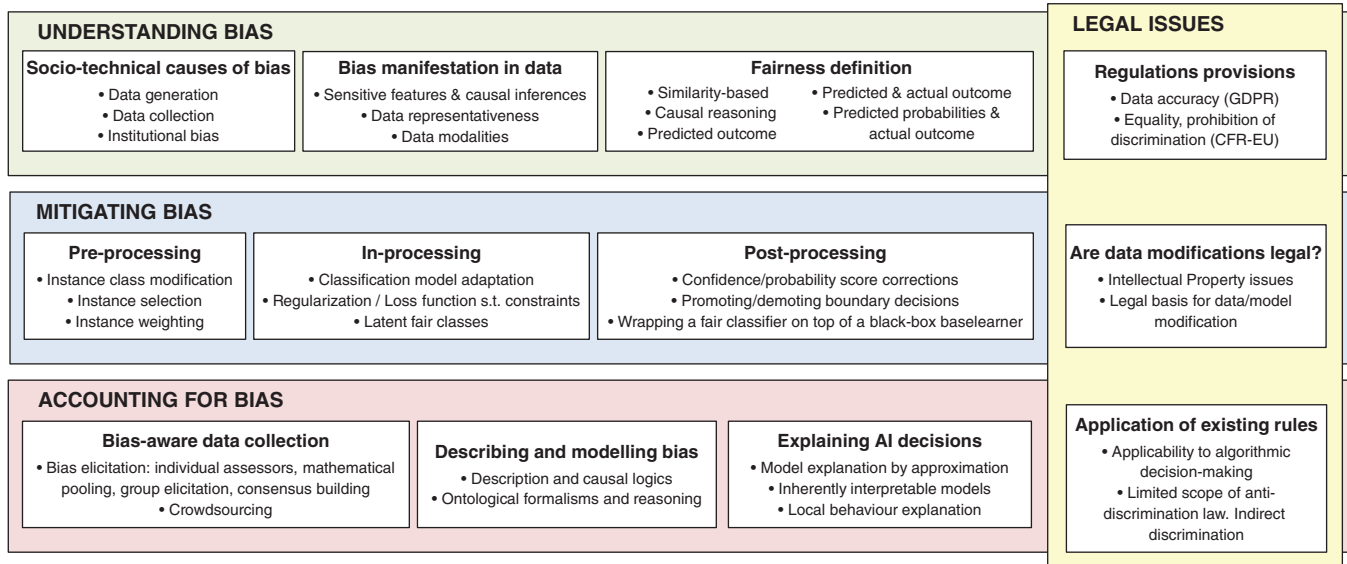 UNDERSTANDING BIAS
Socio-technical causes of bias
• Data generation
• Data collection
• Institutional bias
Bias manifestation in data
• Sensitive features & causal inferences
• Data representativeness
• Data modalities
Fairness definition
• Similarity-based
• Causal reasoning
• Predicted outcome
• Predicted & actual outcome
• Predicted probabilities &
actual outcome
MITIGATING BIAS
Pre-processing
• Instance class modification
• Instance selection
• Instance weighting
In-processing
• Classification model adaptation
• Regularization / Loss function s.t. constraints
• Latent fair classes
Post-processing
• Confidence/probability score corrections
• Promoting/demoting boundary decisions
• Wrapping a fair classifier on top of a black-box baselearner
ACCOUNTING FOR BIAS
Bias-aware data collection
• Bias elicitation: individual assessors, mathematical
pooling, group elicitation, consensus building
• Crowdsourcing
Describing and modelling bias
• Description and causal logics
• Ontological formalisms and reasoning
Explaining AI decisions
• Model explanation by approximation
• Inherently interpretable models
• Local behaviour explanation
LEGAL ISSUES
Regulations provisions
• Data accuracy (GDPR)
• Equality, prohibition of
discrimination (CFR-EU)
Are data modifications legal?
• Intellectual Property issues
• Legal basis for data/model
modification
Application of existing rules
• Applicability to algorithmic
decision-making
• Limited scope of anti-
discrimination law. Indirect
discrimination